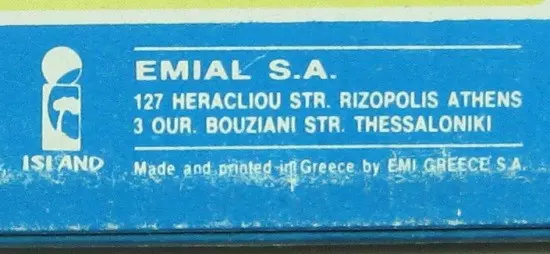 EMIAL S.A.
127 HERACLIOU STR. RIZOPOLIS ATHENS
3 OUR. BOUZIANI STR. THESSALONIKI
ISLAND
Made and printed in Greece by EMI GREECE S.A.